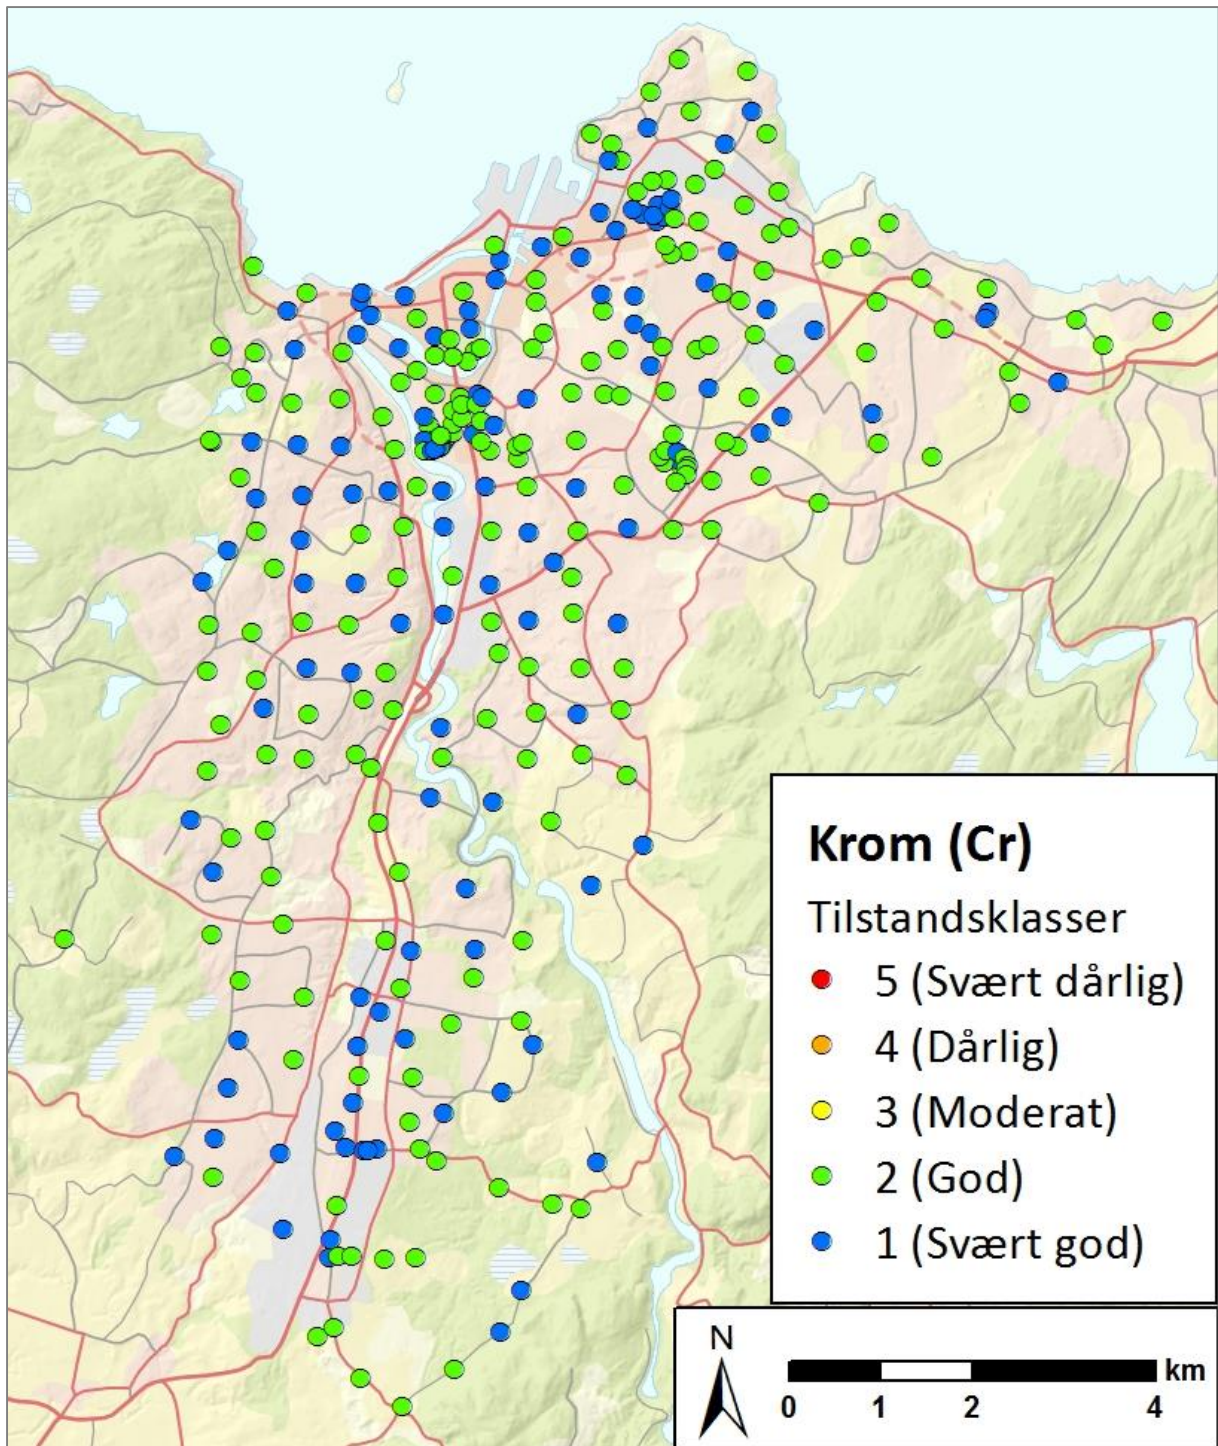 Krom (Cr)
Tilstandsklasser
5 (Svært dårlig)
4 (Dårlig)
3 (Moderat)
2 (God)
1 (Svært god)
N
km
0 1 2 4